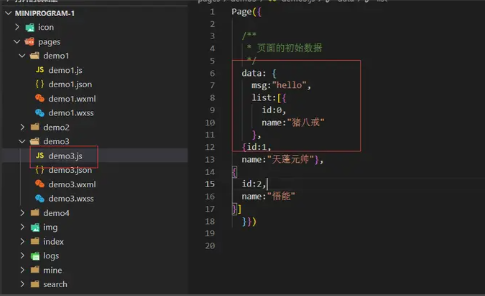 MINIPROGRAM-1
icon
pages
demo1
JS demo1.js
demo1.json
demo1.wxml
demo1.wxss
demo2
demo3
JS demo3.js
demo3.json
demo3.wxml
demo3.wxss
demo4
img
index
logs
mine
search
1 Page({
2
3 /**
4 * 页面的初始数据
5 */
6 data: {
7 msg:"hello",
8 list:[{
9 id:0,
10 name:"猪八戒"
11 },
12 {id:1,
13 name:"天蓬元帅"},
14 {
15 id:2,
16 name:"悟能"
17 }]
18 }})
19
20